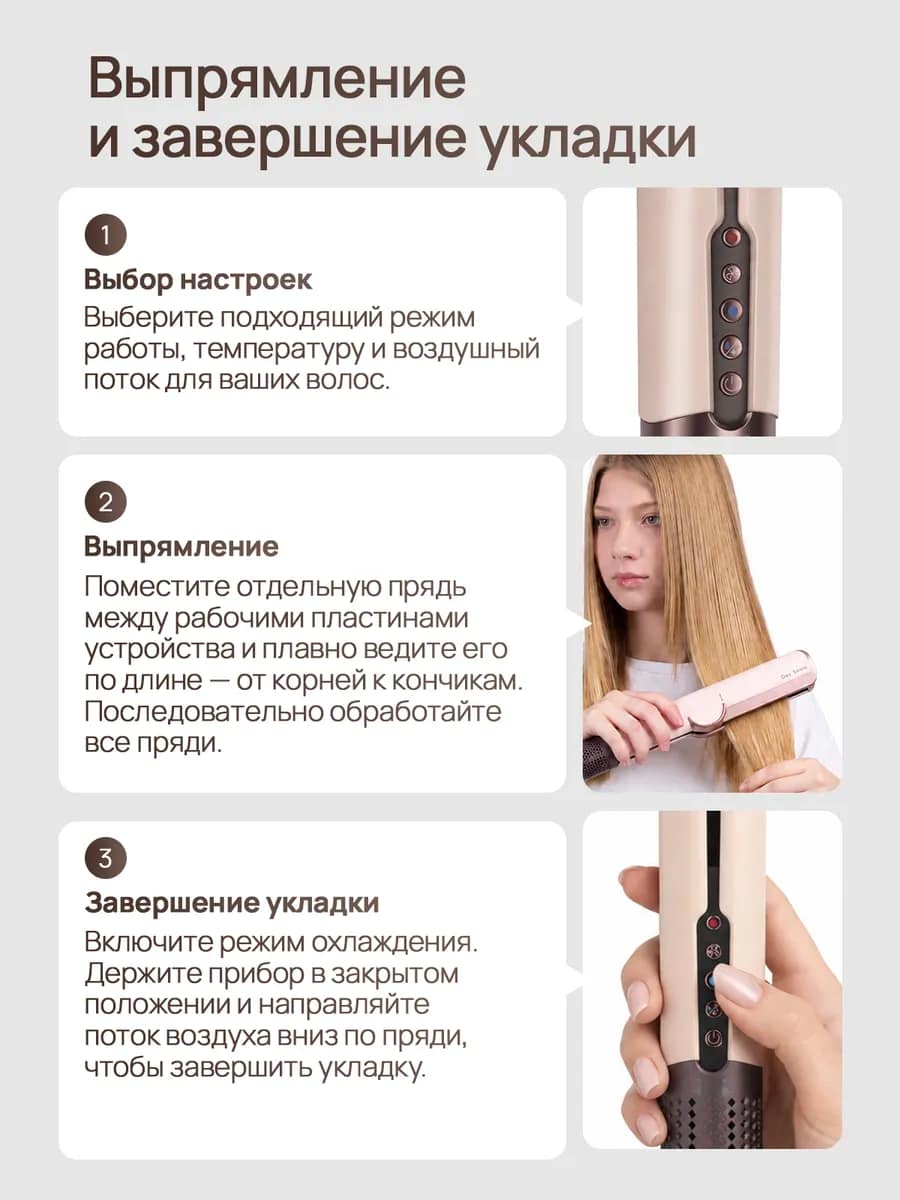 Выпрямление
и завершение укладки
1
Выбор настроек
Выберите подходящий режим
работы, температуру и воздушный
поток для ваших волос.
2
Выпрямление
Поместите отдельную прядь
между рабочими пластинами
устройства и плавно ведите его
по длине — от корней к кончикам.
Последовательно обработайте
все пряди.
3
Завершение укладки
Включите режим охлаждения.
Держите прибор в закрытом
положении и направляйте
поток воздуха вниз по пряди,
чтобы завершить укладку.